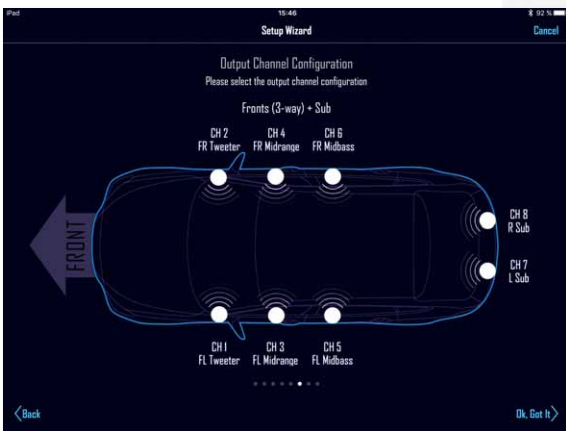 iPad 15:46 92 %
Setup Wizard Cancel
Output Channel Configuration
Please select the output channel configuration
Fronts (3-way) + Sub
CH 2 CH 4 CH 6
FR Tweeter FR Midrange FR Midbass
FRONT
CH 8
R Sub
CH 7
L Sub
CH 1 CH 3 CH 5
FL Tweeter FL Midrange FL Midbass
Back Ok, Got It